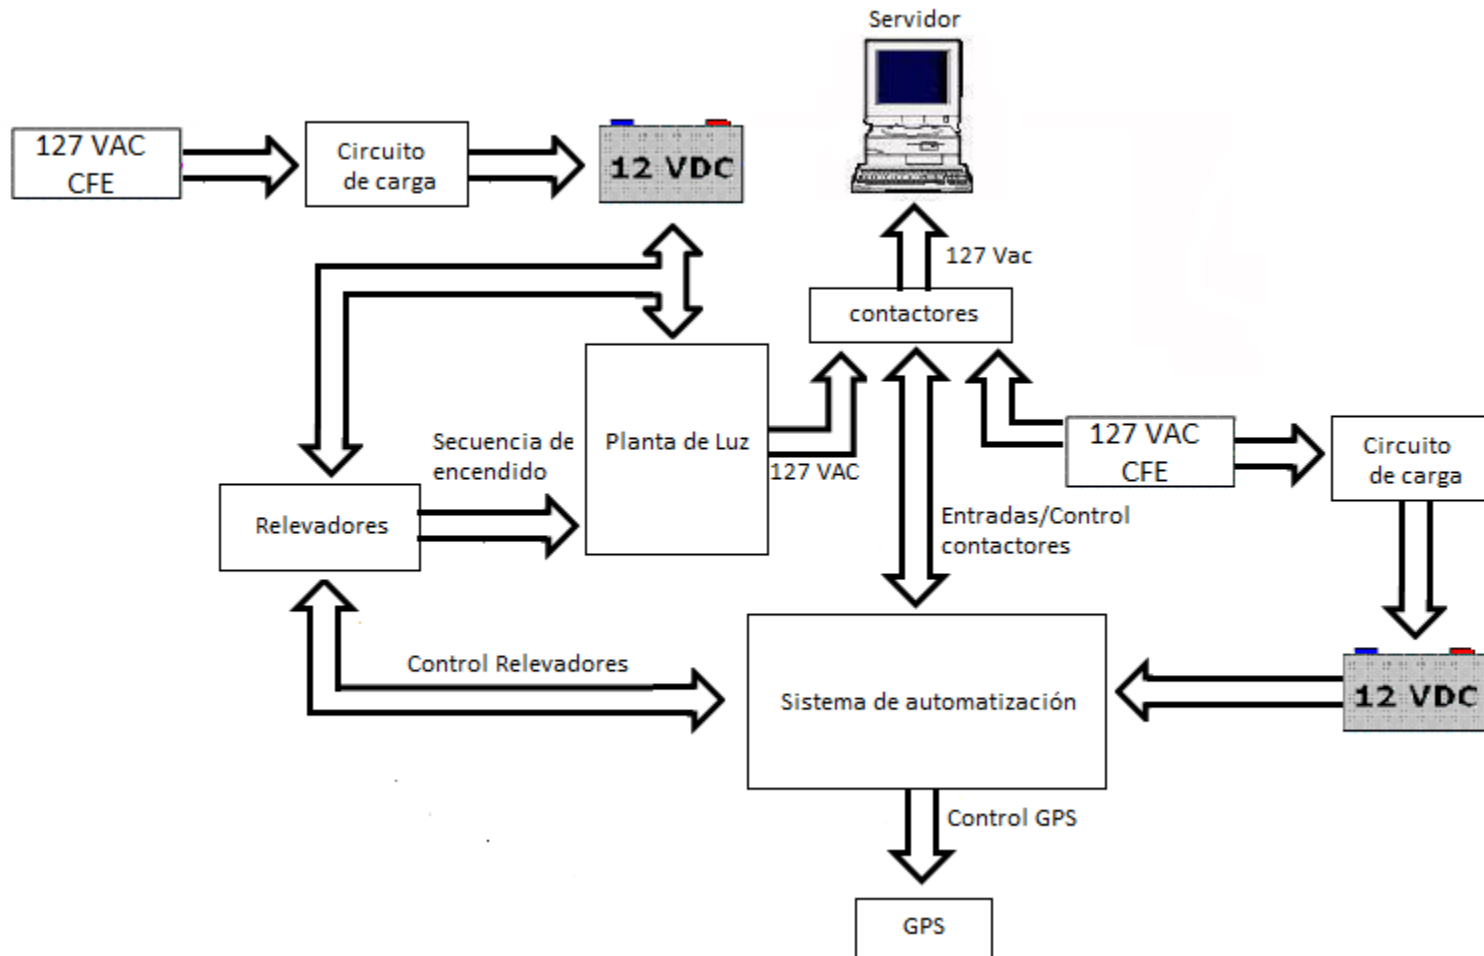 Servidor
127 VAC
CFE
Circuito
de carga
12 VDC
127 Vac
contactores
Secuencia de
encendido
Planta de Luz
127 VAC
127 VAC
CFE
Circuito
de carga
Relevadores
Entradas/Control
contactores
Control Relevadores
Sistema de automatización
12 VDC
Control GPS
GPS